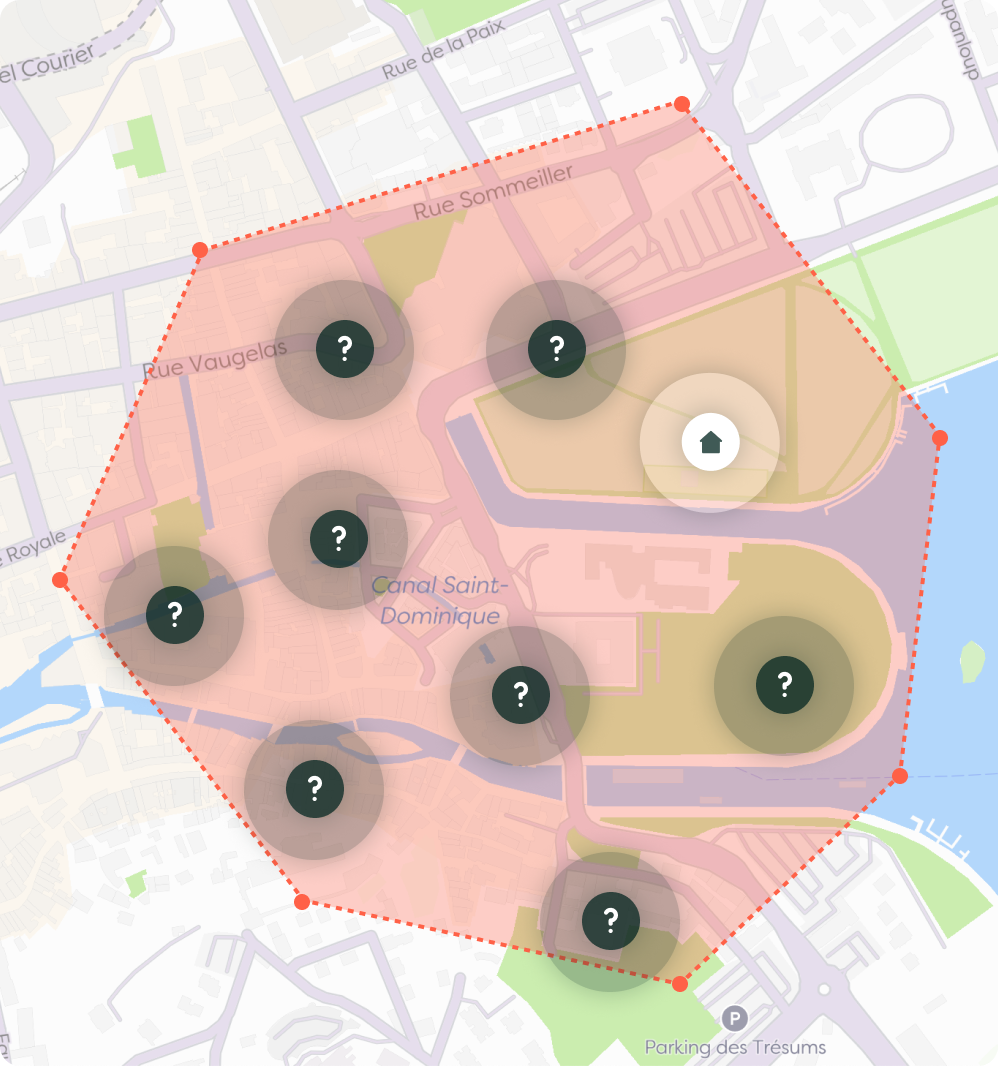 el Courier
Rue de la Paix
upanloup
Rue Sommeiller
?
?
Rue Vaugelas
?
e Royale
Canal Saint-
Dominique
?
?
?
?
?
P
Parking des Trésums